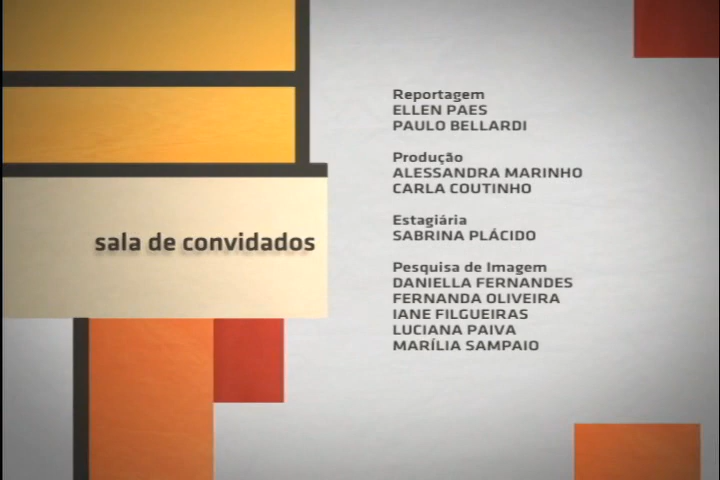 sala de convidados
Reportagem
ELLEN PAES
PAULO BELLARDI
Produção
ALESSANDRA MARINHO
CARLA COUTINHO
Estagiária
SABRINA PLÁCIDO
Pesquisa de Imagem
DANIELLA FERNANDES
FERNANDA OLIVEIRA
IANE FILGUEIRAS
LUCIANA PAIVA
MARÍLIA SAMPAIO